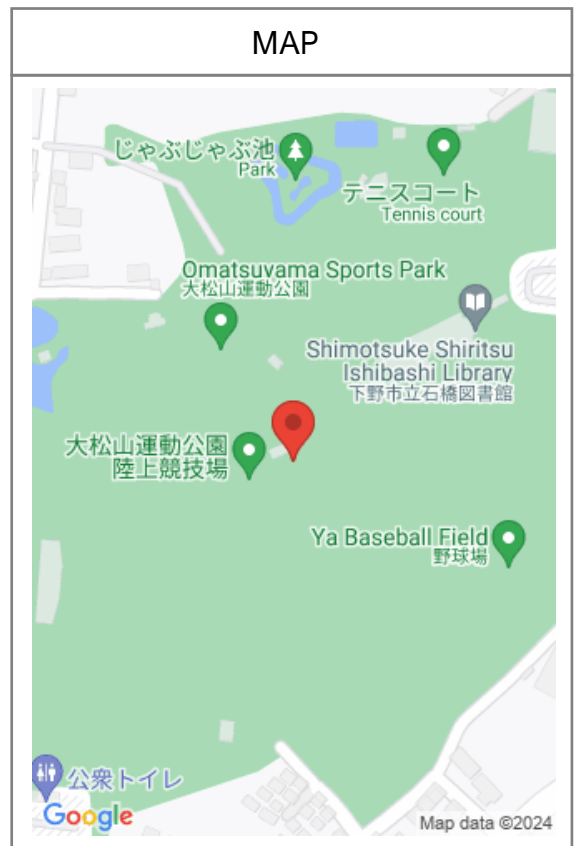 MAP
じゃぶじゃぶ池
Park
テニスコート
Tennis court
Omatsuyama Sports Park
大松山運動公園
Shimotsuke Shiritsu
Ishibashi Library
下野市立石橋図書館
大松山運動公園
陸上競技場
Ya Baseball Field
野球場
公衆トイレ
Google
Map data ©2024